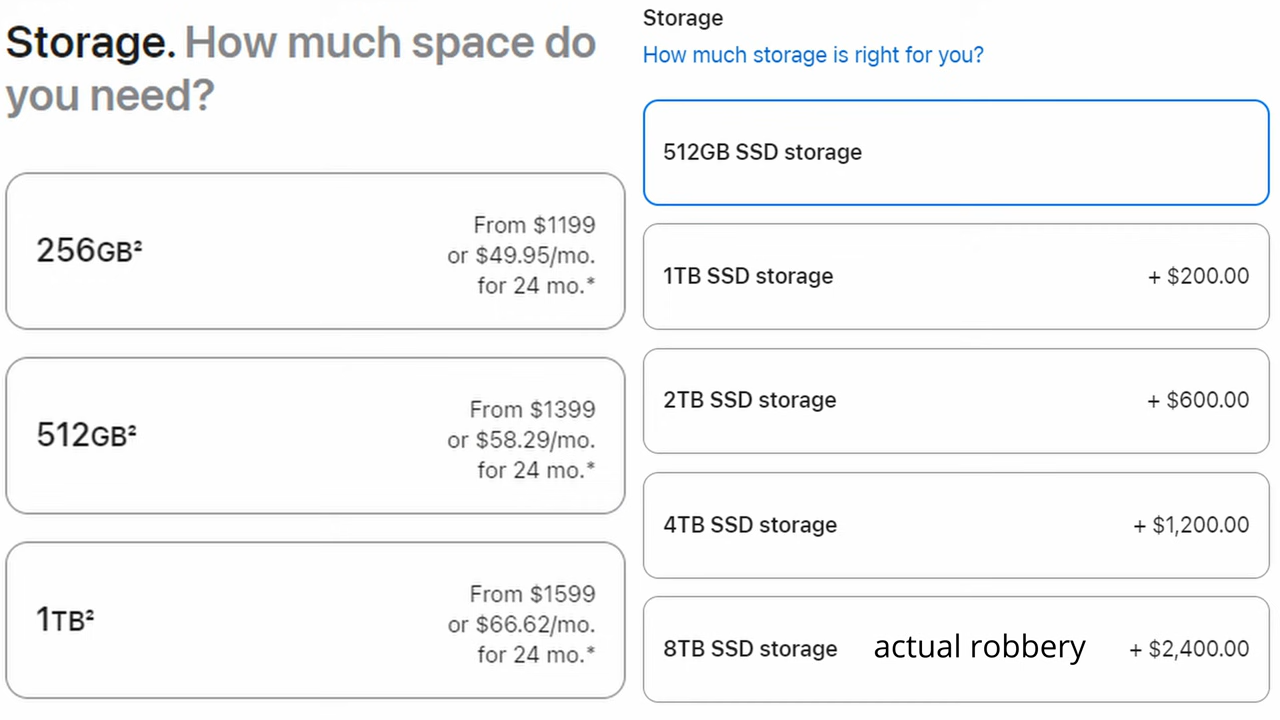 Storage. How much space do
you need?
256GB²
From $1199
or $49.95/mo.
for 24 mo.*
512GB²
From $1399
or $58.29/mo.
for 24 mo.*
1TB²
From $1599
or $66.62/mo.
for 24 mo.*
Storage
How much storage is right for you?
512GB SSD storage
1TB SSD storage + $200.00
2TB SSD storage + $600.00
4TB SSD storage + $1,200.00
8TB SSD storage actual robbery + $2,400.00